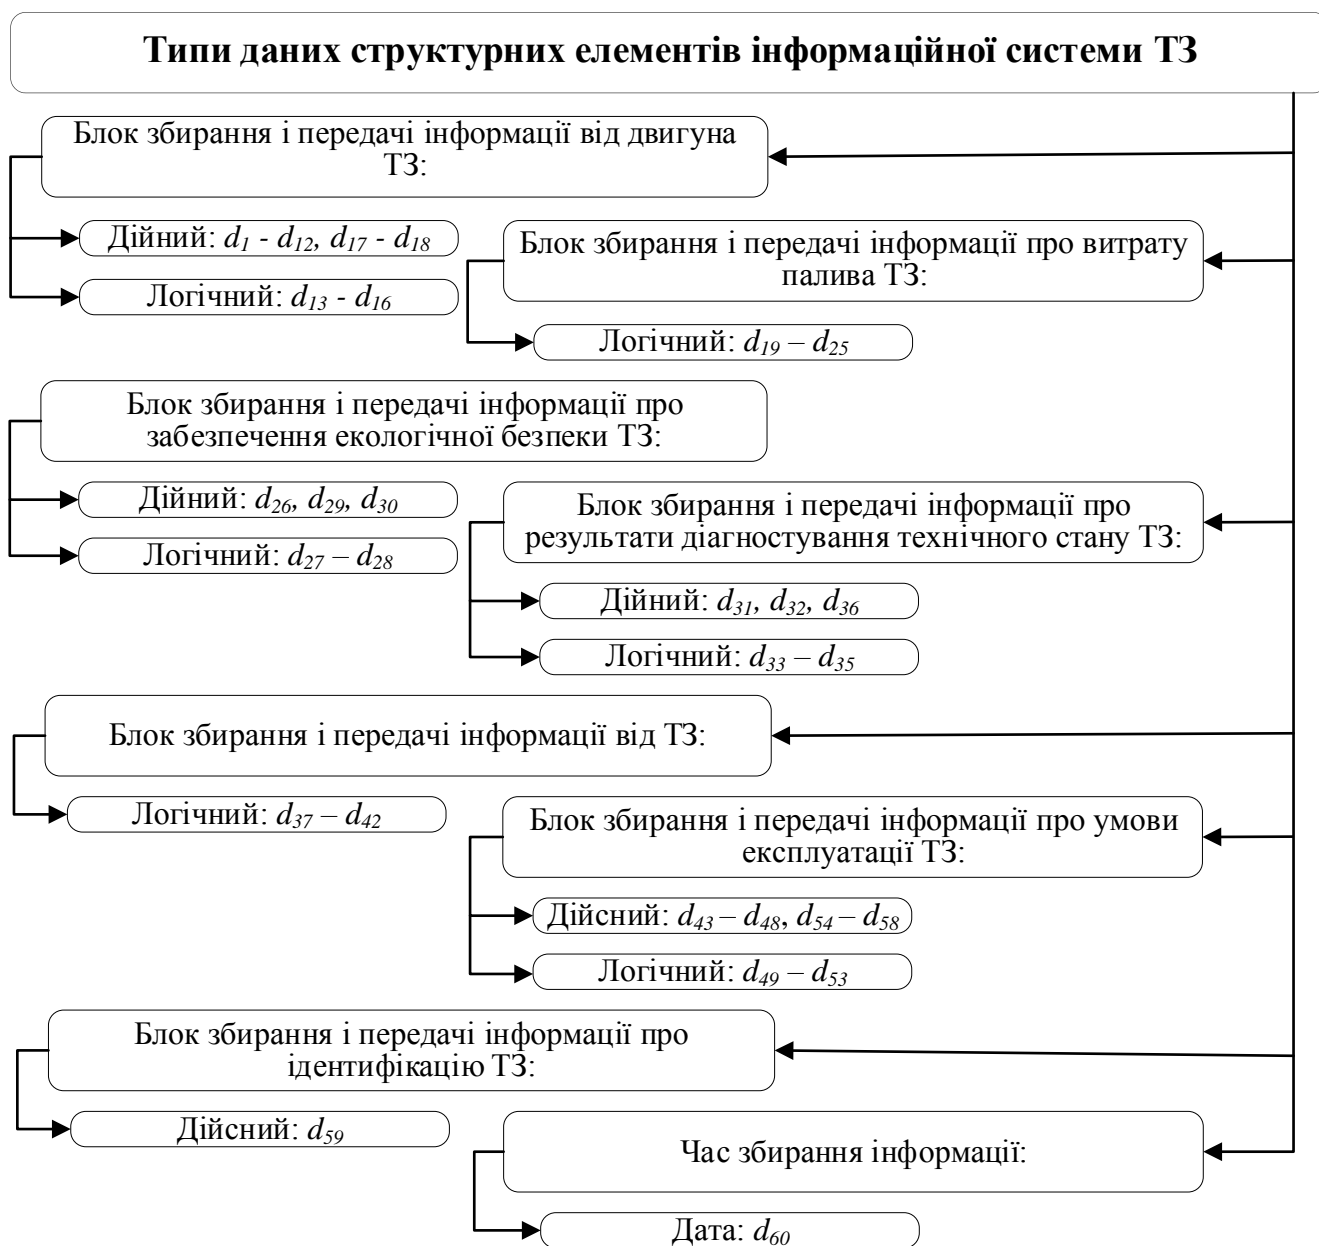 Типи даних структурних елементів інформаційної системи ТЗ
Блок збирання і передачі інформації від двигуна
ТЗ:
Дійний: d1 - d12, d17 - d18
Логічний: d13 - d16
Блок збирання і передачі інформації про витрату
палива ТЗ:
Логічний: d19 – d25
Блок збирання і передачі інформації про
забезпечення екологічної безпеки ТЗ:
Дійний: d26, d29, d30
Логічний: d27 – d28
Блок збирання і передачі інформації про
результати діагностування технічного стану ТЗ:
Дійний: d31, d32, d36
Логічний: d33 – d35
Блок збирання і передачі інформації від ТЗ:
Логічний: d37 – d42
Блок збирання і передачі інформації про умови
експлуатації ТЗ:
Дійсний: d43 – d48, d54 – d58
Логічний: d49 – d53
Блок збирання і передачі інформації про
ідентифікацію ТЗ:
Дійсний: d59
Час збирання інформації:
Дата: d60